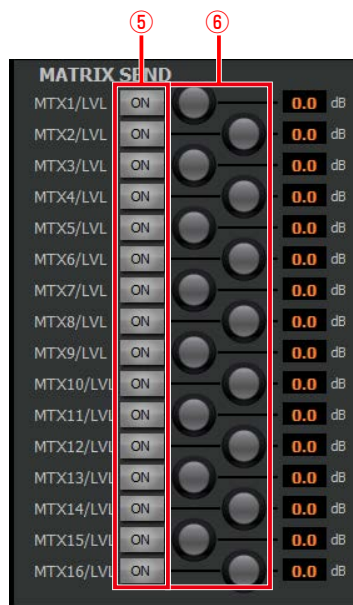 ⑤ ⑥
MATRIX SEND
MTX1/LVL ON 0.0 dB
MTX2/LVL ON 0.0 dB
MTX3/LVL ON 0.0 dB
MTX4/LVL ON 0.0 dB
MTX5/LVL ON 0.0 dB
MTX6/LVL ON 0.0 dB
MTX7/LVL ON 0.0 dB
MTX8/LVL ON 0.0 dB
MTX9/LVL ON 0.0 dB
MTX10/LVL ON 0.0 dB
MTX11/LVL ON 0.0 dB
MTX12/LVL ON 0.0 dB
MTX13/LVL ON 0.0 dB
MTX14/LVL ON 0.0 dB
MTX15/LVL ON 0.0 dB
MTX16/LVL ON 0.0 dB